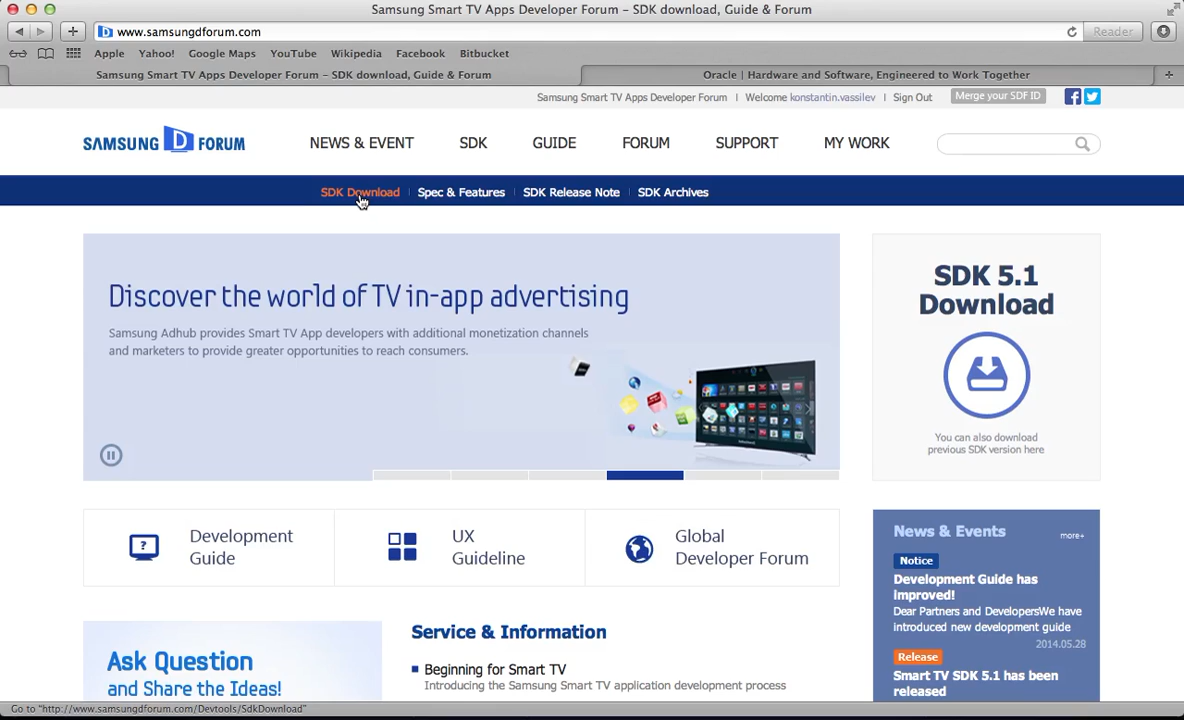 Samsung Smart TV Apps Developer Forum – SDK download, Guide & Forum
www.samsungdforum.com
Reader
Apple Yahoo! Google Maps YouTube Wikipedia Facebook Bitbucket
Samsung Smart TV Apps Developer Forum – SDK download, Guide & Forum
Oracle | Hardware and Software, Engineered to Work Together
Samsung Smart TV Apps Developer Forum | Welcome konstantin.vassilev | Sign Out Merge your SDF ID
SAMSUNG D FORUM
NEWS & EVENT SDK GUIDE FORUM SUPPORT MY WORK
SDK Download | Spec & Features | SDK Release Note | SDK Archives
Discover the world of TV in-app advertising
Samsung Adhub provides Smart TV App developers with additional monetization channels
and marketers to provide greater opportunities to reach consumers.
SDK 5.1
Download
You can also download
previous SDK version here
Development
Guide
UX
Guideline
Global
Developer Forum
News & Events
more+
Notice
Development Guide has
improved!
Dear Partners and DevelopersWe have
introduced new development guide
2014.05.28
Release
Smart TV SDK 5.1 has been
released
Ask Question
and Share the Ideas!
Service & Information
Beginning for Smart TV
Introducing the Samsung Smart TV application development process
Go to "http://www.samsungdforum.com/Devtools/SdkDownload"